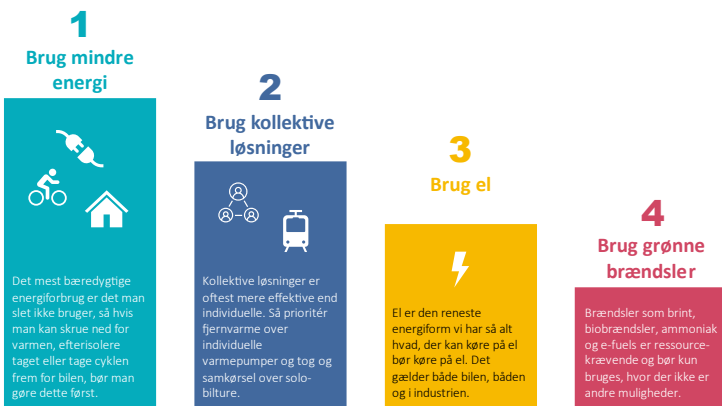 1
Brug mindre
energi
Det mest bæredygtige
energiforbrug er det man
slet ikke bruger, så hvis
man kan skrue ned for
varmen, efterisolere
taget eller tage cyklen
frem for bilen, bør man
gøre dette først.
2
Brug kollektive
løsninger
Kollektive løsninger er
oftest mere effektive end
individuelle. Så prioritér
fjernvarme over
individuelle
varmepumper og tog og
samkørsel over solo-
bilture.
3
Brug el
El er den reneste
energiform vi har så alt
hvad, der kan køre på el
bør køre på el. Det
gælder både bilen, båden
og i industrien.
4
Brug grønne
brændsler
Brændsler som brint,
biobrændsler, ammoniak
og e-fuels er ressource-
krævende og bør kun
bruges, hvor der ikke er
andre muligheder.